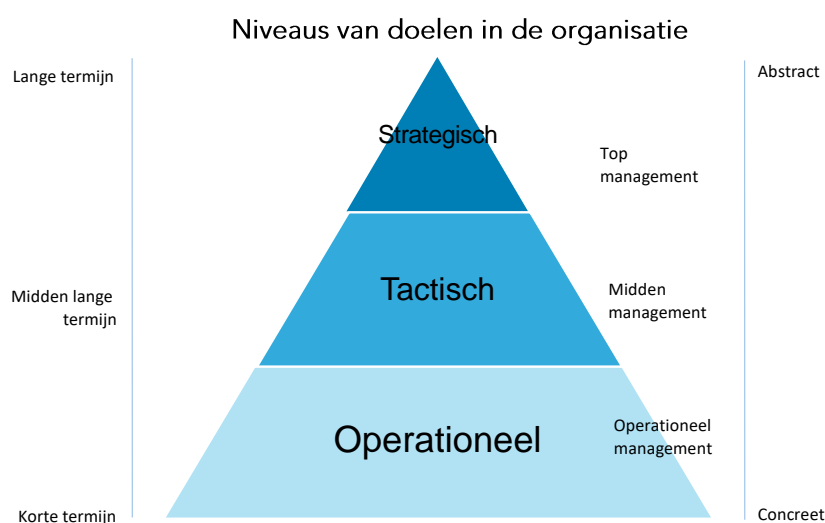 Niveaus van doelen in de organisatie
Lange termijn
Abstract
Strategisch
Top
management
Midden lange
termijn
Tactisch
Midden
management
Operationeel
Operationeel
management
Korte termijn
Concreet